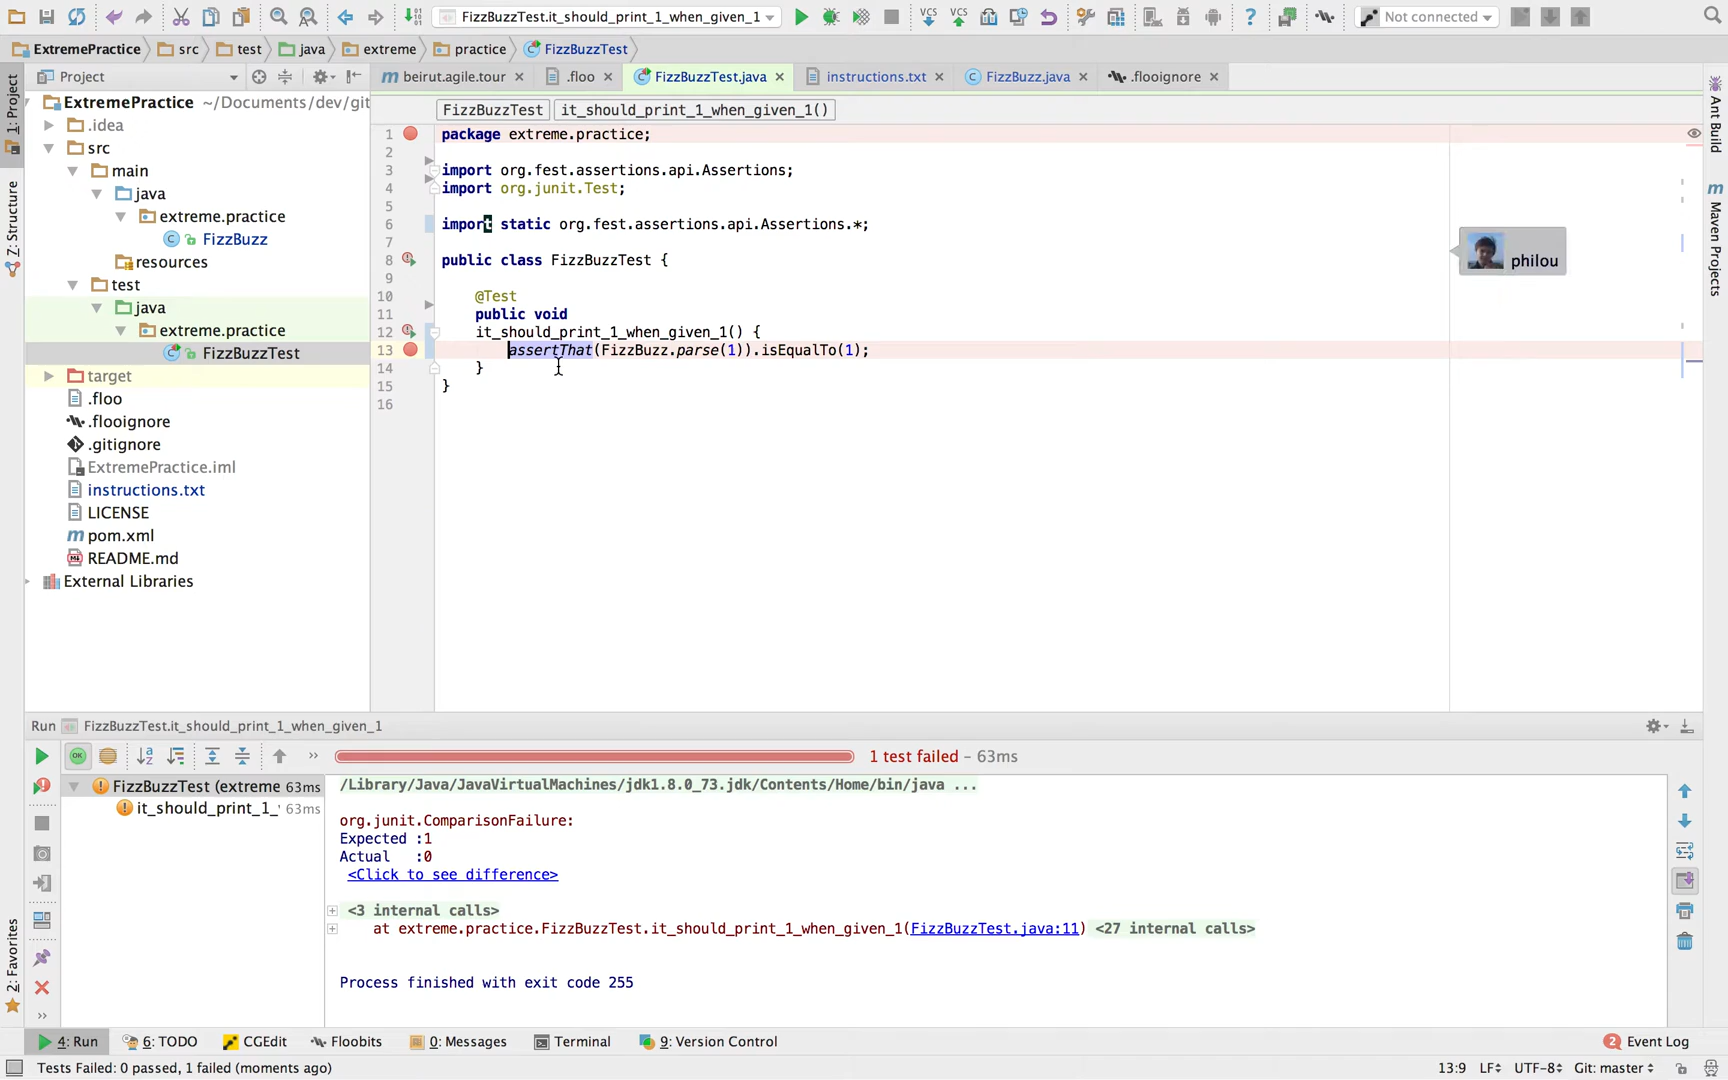 FizzBuzzTest.it_should_print_1_when_given_1
Not connected
ExtremePractice
src
test
java
extreme
practice
FizzBuzzTest
Project
beirut.agile.tour
.floo
FizzBuzzTest.java
instructions.txt
FizzBuzz.java
.flooignore
1: Project
Z: Structure
2: Favorites
Ant Build
Maven Projects
ExtremePractice ~/Documents/dev/git
.idea
src
main
java
extreme.practice
FizzBuzz
resources
test
java
extreme.practice
FizzBuzzTest
target
.floo
.flooignore
.gitignore
ExtremePractice.iml
instructions.txt
LICENSE
pom.xml
README.md
External Libraries
FizzBuzzTest it_should_print_1_when_given_1()
1 package extreme.practice;
2
3 import org.fest.assertions.api.Assertions;
4 import org.junit.Test;
5
6 import static org.fest.assertions.api.Assertions.*;
7
8 public class FizzBuzzTest {
9
10 @Test
11 public void
12 it_should_print_1_when_given_1() {
13 assertThat(FizzBuzz.parse(1)).isEqualTo(1);
14 }
15 }
16
philou
Run FizzBuzzTest.it_should_print_1_when_given_1
1 test failed – 63ms
FizzBuzzTest (extreme 63ms
it_should_print_1_ 63ms
/Library/Java/JavaVirtualMachines/jdk1.8.0_73.jdk/Contents/Home/bin/java ...
org.junit.ComparisonFailure:
Expected :1
Actual :0
<Click to see difference>
<3 internal calls>
at extreme.practice.FizzBuzzTest.it_should_print_1_when_given_1(FizzBuzzTest.java:11) <27 internal calls>
Process finished with exit code 255
4: Run
6: TODO
CGEdit
Floobits
0: Messages
Terminal
9: Version Control
2 Event Log
Tests Failed: 0 passed, 1 failed (moments ago)
13:9 LF UTF-8 Git: master